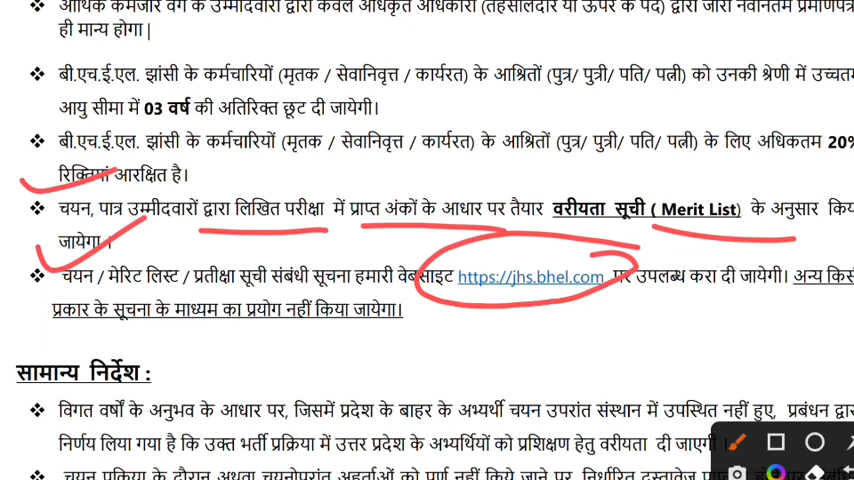 आर्थिक कमजोर वर्ग के उम्मीदवारों द्वारा केवल अधिकृत अधिकारी (तहसीलदार या ऊपर के पद) द्वारा जारी नवीनतम प्रमाणपत्र
ही मान्य होगा |
❖ बी.एच.ई.एल. झांसी के कर्मचारियों (मृतक / सेवानिवृत्त / कार्यरत) के आश्रितों (पुत्र/ पुत्री/ पति/ पत्नी) को उनकी श्रेणी में उच्चतम
आयु सीमा में 03 वर्ष की अतिरिक्त छूट दी जायेगी।
❖ बी.एच.ई.एल. झांसी के कर्मचारियों (मृतक / सेवानिवृत्त / कार्यरत) के आश्रितों (पुत्र/ पुत्री/ पति/ पत्नी) के लिए अधिकतम 20%
रिक्तियां आरक्षित है।
❖ चयन, पात्र उम्मीदवारों द्वारा लिखित परीक्षा में प्राप्त अंकों के आधार पर तैयार वरीयता सूची ( Merit List) के अनुसार किया
जायेगा ।
❖ चयन / मेरिट लिस्ट / प्रतीक्षा सूची संबंधी सूचना हमारी वेबसाइट https://jhs.bhel.com पर उपलब्ध करा दी जायेगी। अन्य किसी
प्रकार के सूचना के माध्यम का प्रयोग नहीं किया जायेगा।
सामान्य निर्देश :
❖ विगत वर्षों के अनुभव के आधार पर, जिसमें प्रदेश के बाहर के अभ्यर्थी चयन उपरांत संस्थान में उपस्थित नहीं हुए, प्रबंधन द्वारा
निर्णय लिया गया है कि उक्त भर्ती प्रक्रिया में उत्तर प्रदेश के अभ्यर्थियों को प्रशिक्षण हेतु वरीयता दी जाएगी ।
❖ चयन प्रक्रिया के दौरान अथवा चयनोपरांत अहर्ताओं को पूर्ण नहीं किये जाने पर, निर्धारित दस्तावेज